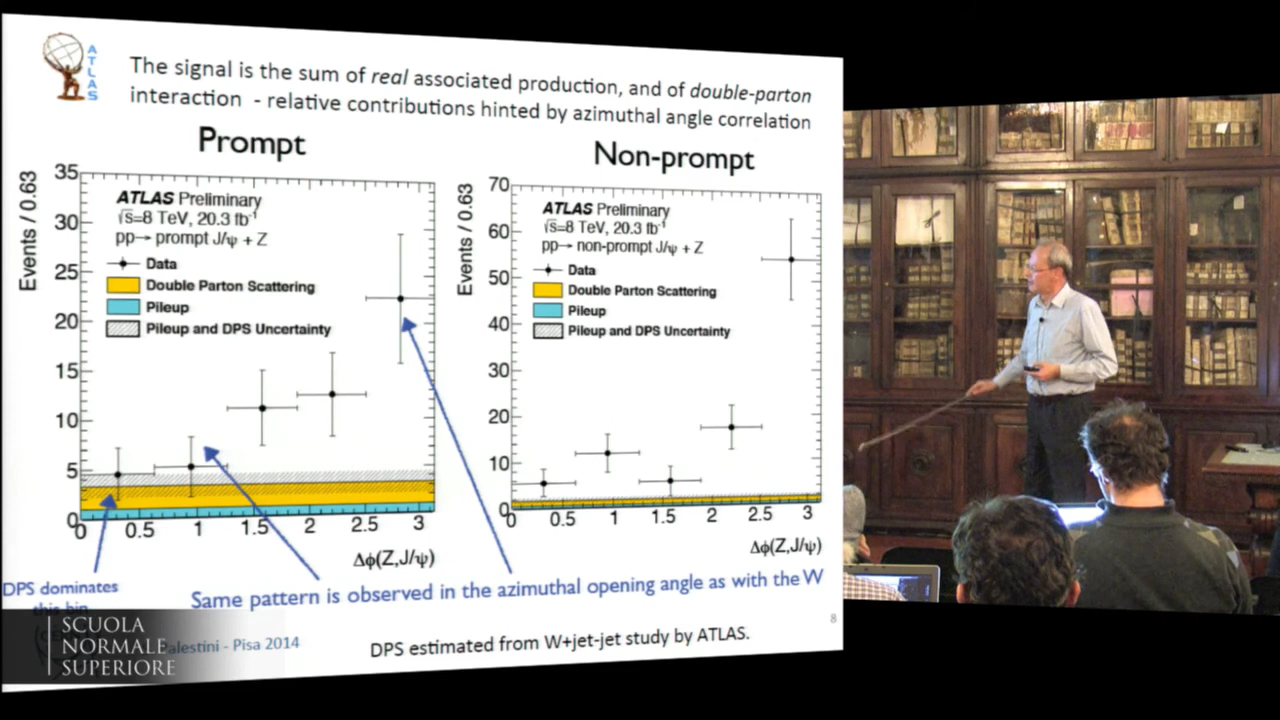 ATLAS
The signal is the sum of real associated production, and of double-parton
interaction - relative contributions hinted by azimuthal angle correlation
Prompt
35
30
25
20
15
10
5
0
Events / 0.63
ATLAS Preliminary
√s=8 TeV, 20.3 fb⁻¹
pp→ prompt J/ψ + Z
Data
Double Parton Scattering
Pileup
Pileup and DPS Uncertainty
0 0.5 1 1.5 2 2.5 3
Δϕ(Z,J/ψ)
Non-prompt
70
60
50
40
30
20
10
0
Events / 0.63
ATLAS Preliminary
√s=8 TeV, 20.3 fb⁻¹
pp→ non-prompt J/ψ + Z
Data
Double Parton Scattering
Pileup
Pileup and DPS Uncertainty
0 0.5 1 1.5 2 2.5 3
Δϕ(Z,J/ψ)
DPS dominates
this bin
Same pattern is observed in the azimuthal opening angle as with the W
8
Palestini - Pisa 2014
DPS estimated from W+jet-jet study by ATLAS.
SCUOLA
NORMALE
SUPERIORE